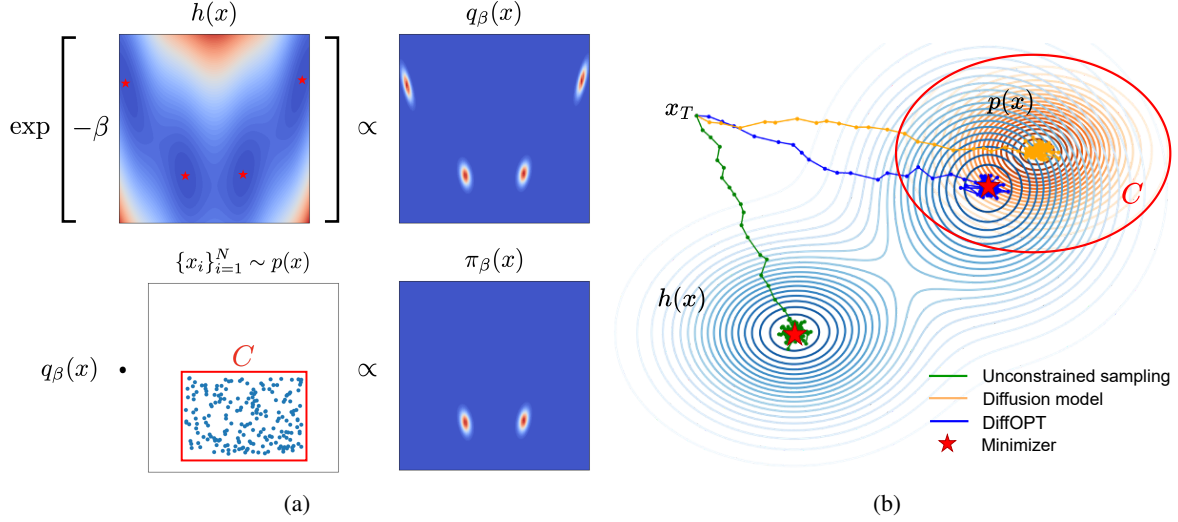 h(x)
q_β(x)
exp [ −β ] ∝
{x_i}_{i=1}^N ∼ p(x)
π_β(x)
q_β(x) • C ∝
(a)
x_T
p(x)
C
h(x)
Unconstrained sampling
Diffusion model
DiffOPT
Minimizer
(b)